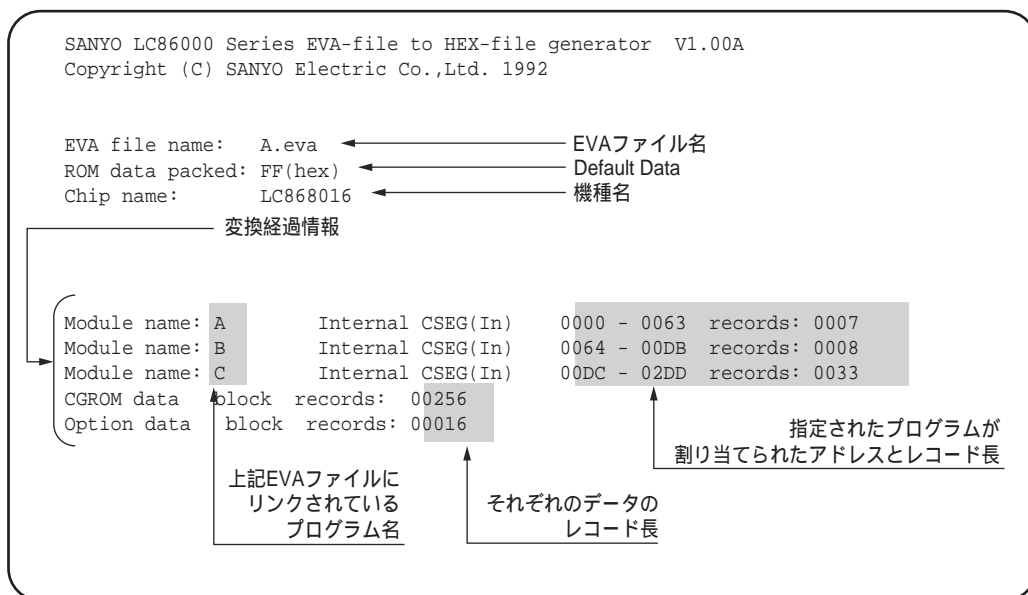 SANYO LC86000 Series EVA-file to HEX-file generator V1.00A
Copyright (C) SANYO Electric Co.,Ltd. 1992
EVA file name: A.eva EVAファイル名
ROM data packed: FF(hex) Default Data
Chip name: LC868016 機種名
変換経過情報
Module name: A Internal CSEG(In) 0000 - 0063 records: 0007
Module name: B Internal CSEG(In) 0064 - 00DB records: 0008
Module name: C Internal CSEG(In) 00DC - 02DD records: 0033
CGROM data block records: 00256
Option data block records: 00016
指定されたプログラムが
割り当てられたアドレスとレコード長
上記EVAファイルに
リンクされている
プログラム名
それぞれのデータの
レコード長